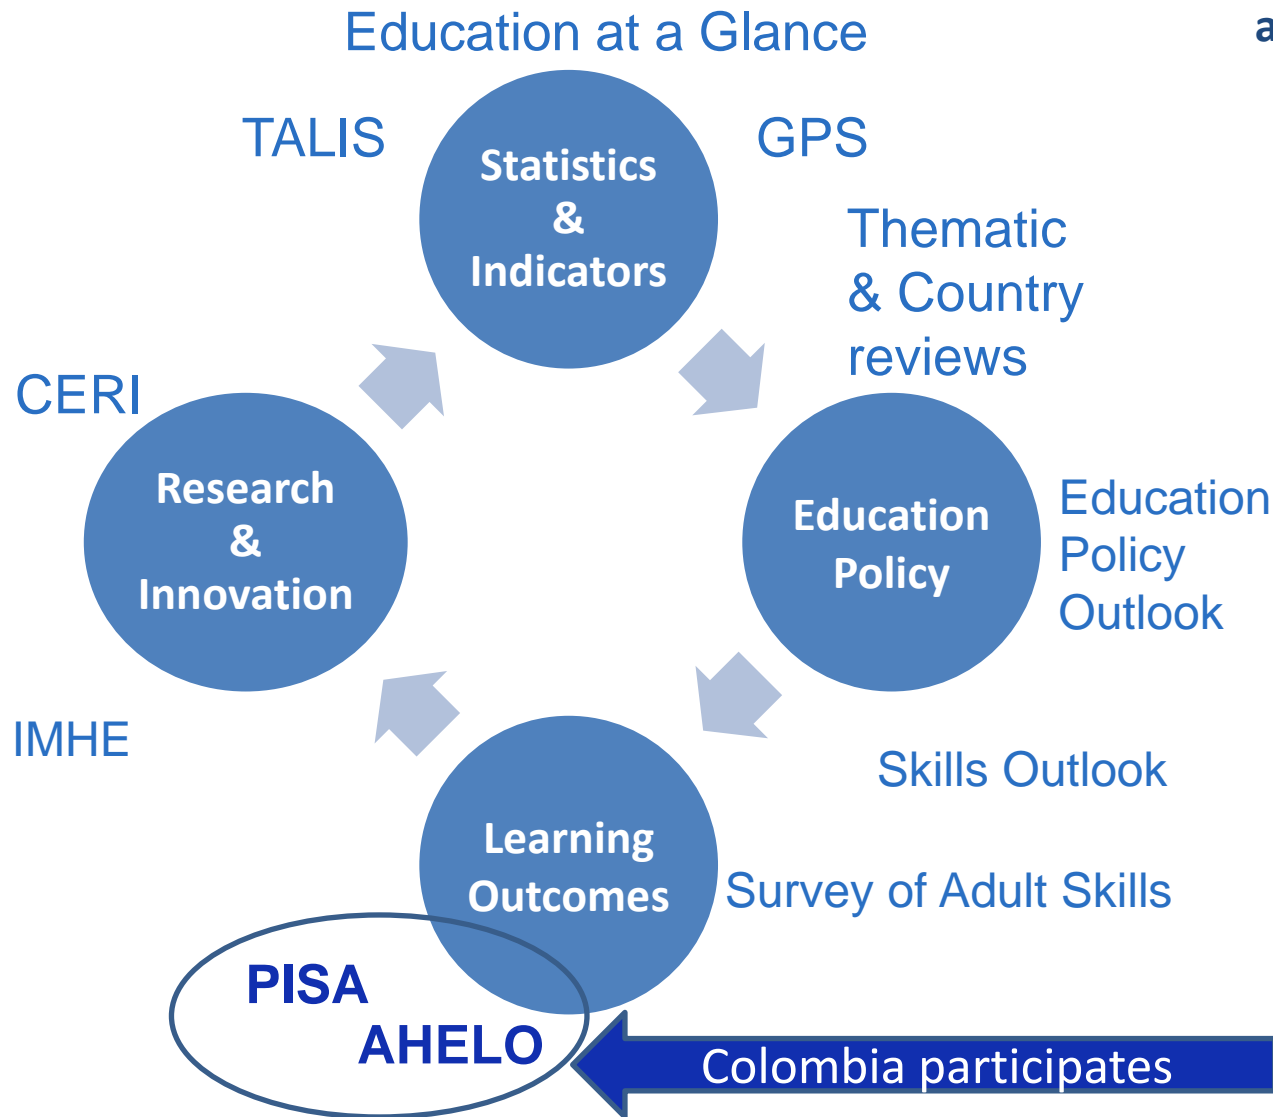 Education at a Glance
a
TALIS
GPS
Statistics
&
Indicators
Thematic
& Country
reviews
CERI
Research
&
Innovation
Education
Policy
Education
Policy
Outlook
IMHE
Skills Outlook
Learning
Outcomes
Survey of Adult Skills
PISA
AHELO
Colombia participates